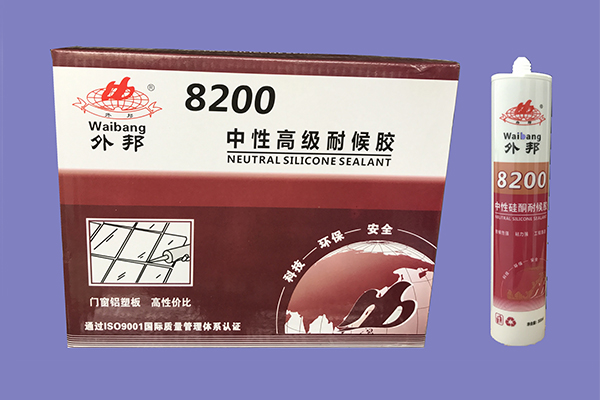 外邦
®
Waibang
外邦
8200
中性高级耐候胶
NEUTRAL SILICONE SEALANT
科技 环保 安全
门窗铝塑板 高性价比
通过ISO9001国际质量管理体系认证
Waibang
外邦
8200
中性硅酮耐候胶
NEUTRAL SILICONE SEALANT